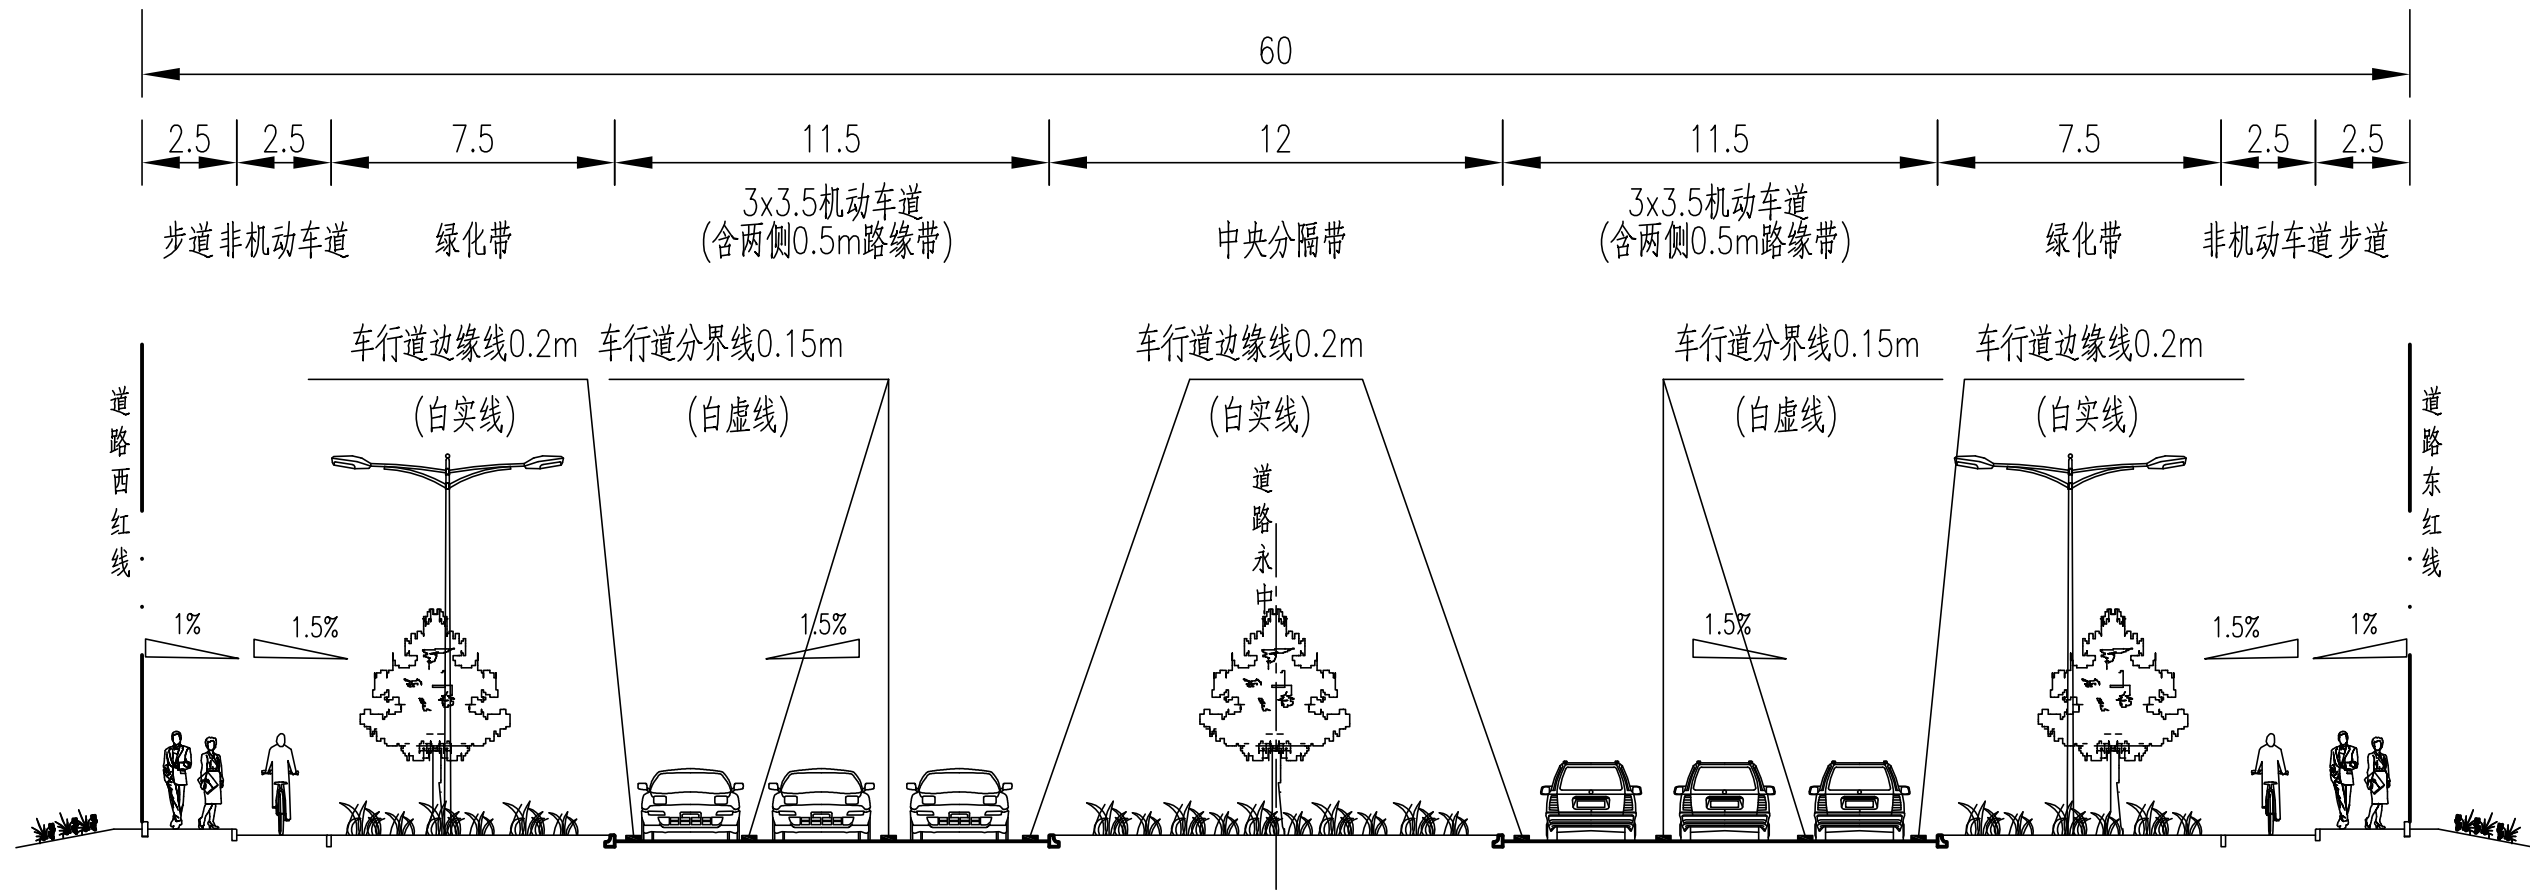 60
2.5 2.5 7.5 11.5 12 11.5 7.5 2.5 2.5
3x3.5机动车道 3x3.5机动车道
步道 非机动车道 绿化带 (含两侧0.5m路缘带) 中央分隔带 (含两侧0.5m路缘带) 绿化带 非机动车道 步道
车行道边缘线0.2m 车行道分界线0.15m 车行道边缘线0.2m 车行道分界线0.15m 车行道边缘线0.2m
(白实线) (白虚线) (白实线) (白虚线) (白实线)
道路西红线
道路永中
道路东红线
1% 1.5% 1.5% 1.5% 1.5% 1%